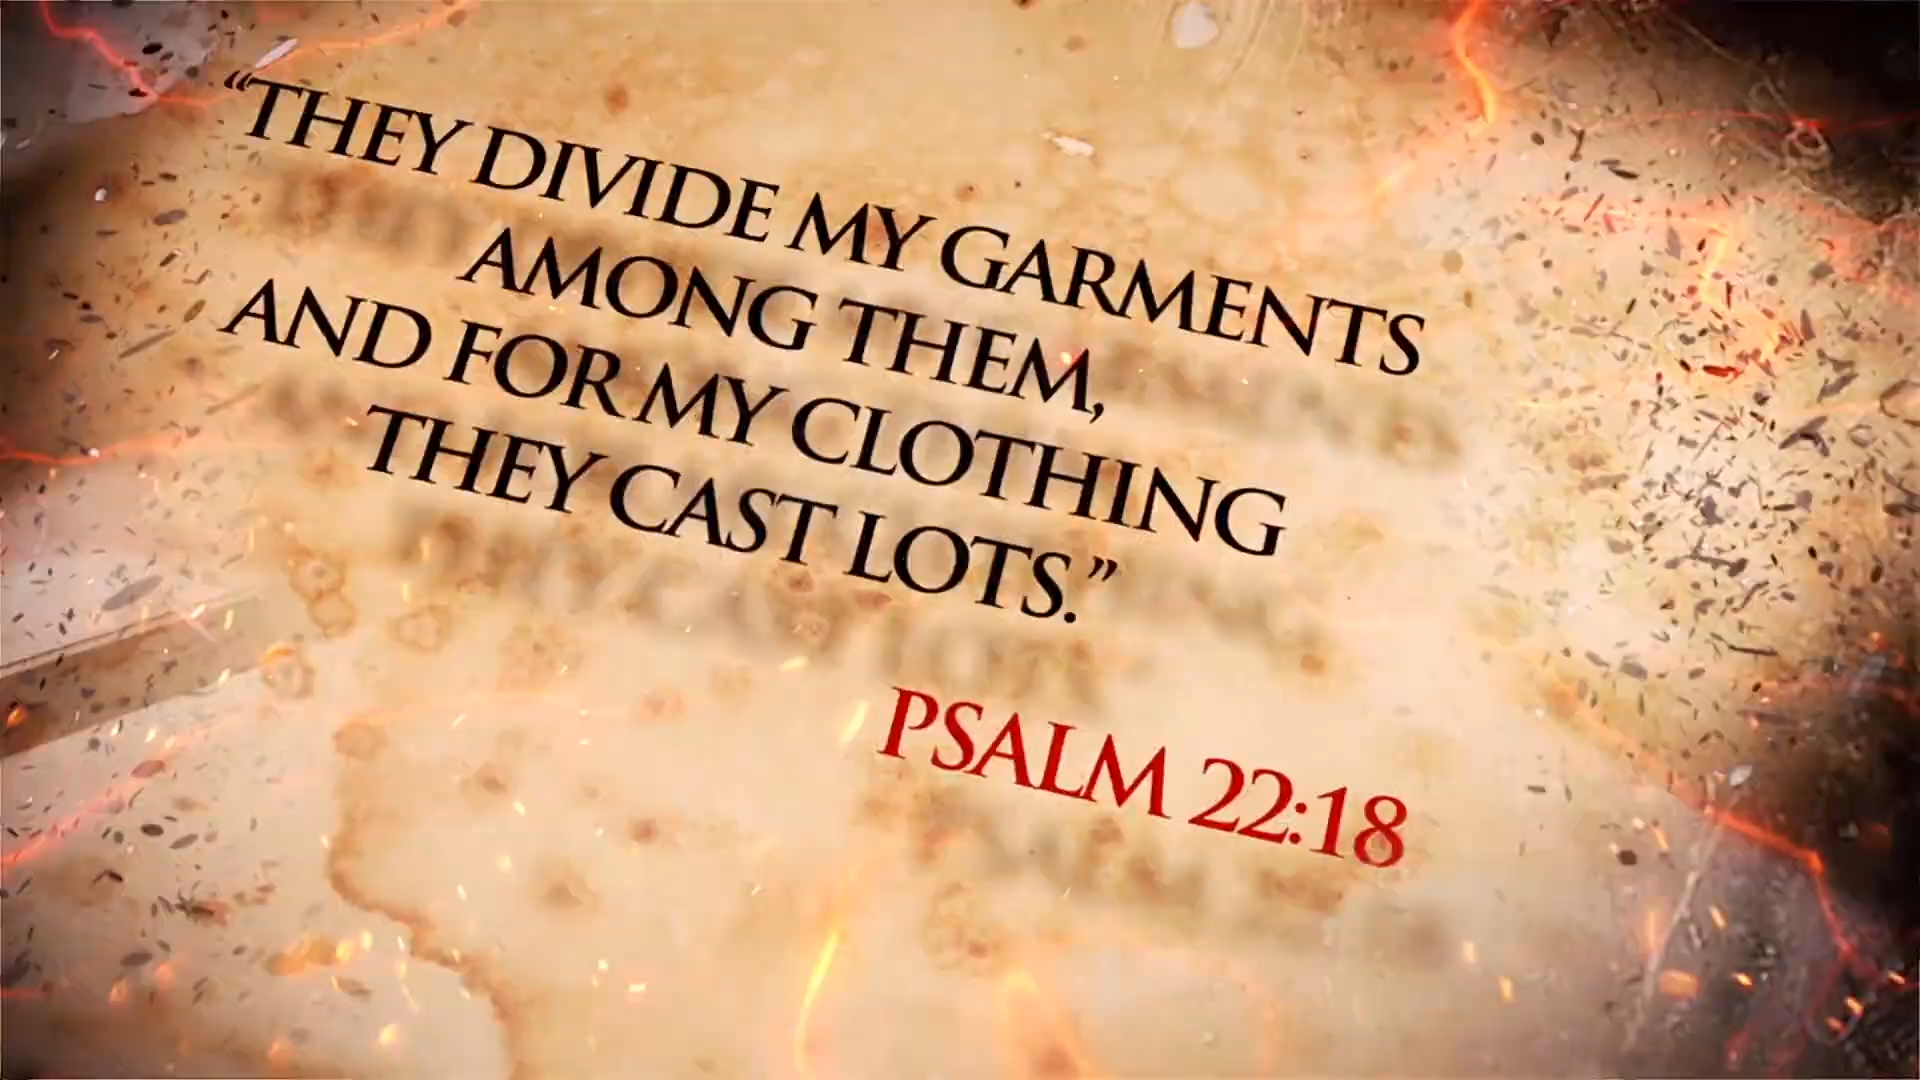 “THEY DIVIDE MY GARMENTS
AMONG THEM,
AND FOR MY CLOTHING
THEY CAST LOTS.”
PSALM 22:18